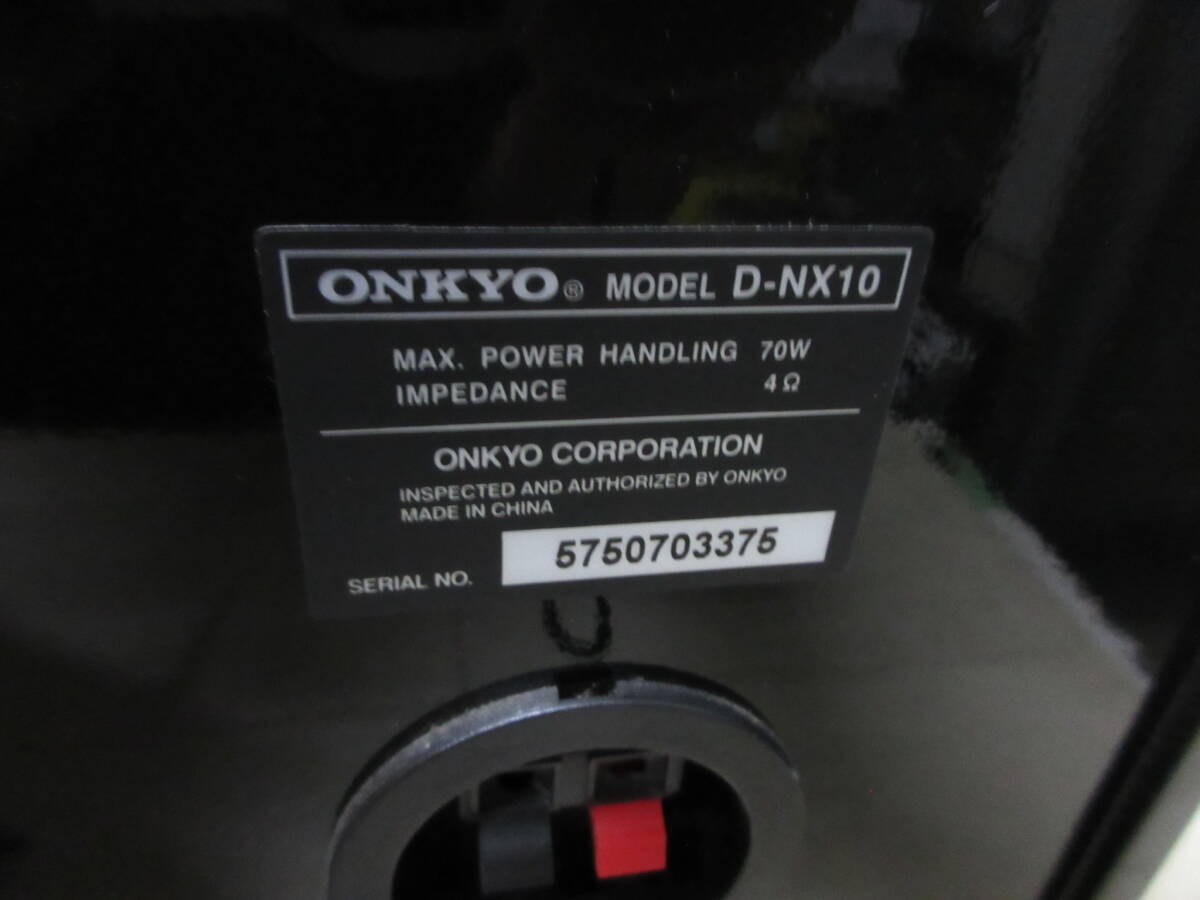 ONKYO® MODEL D-NX10
MAX. POWER HANDLING 70W
IMPEDANCE 4Ω
ONKYO CORPORATION
INSPECTED AND AUTHORIZED BY ONKYO
MADE IN CHINA
SERIAL NO. 5750703375